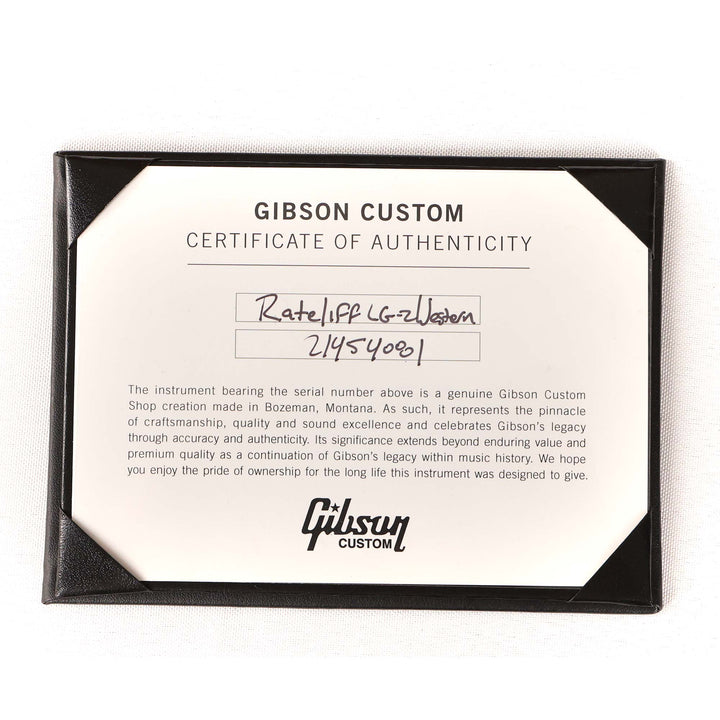 GIBSON CUSTOM
CERTIFICATE OF AUTHENTICITY
Rateliff LG-2 Western
21454081
The instrument bearing the serial number above is a genuine Gibson Custom
Shop creation made in Bozeman, Montana. As such, it represents the pinnacle
of craftsmanship, quality and sound excellence and celebrates Gibson's legacy
through accuracy and authenticity. Its significance extends beyond enduring value and
premium quality as a continuation of Gibson's legacy within music history. We hope
you enjoy the pride of ownership for the long life this instrument was designed to give.
Gibson
CUSTOM